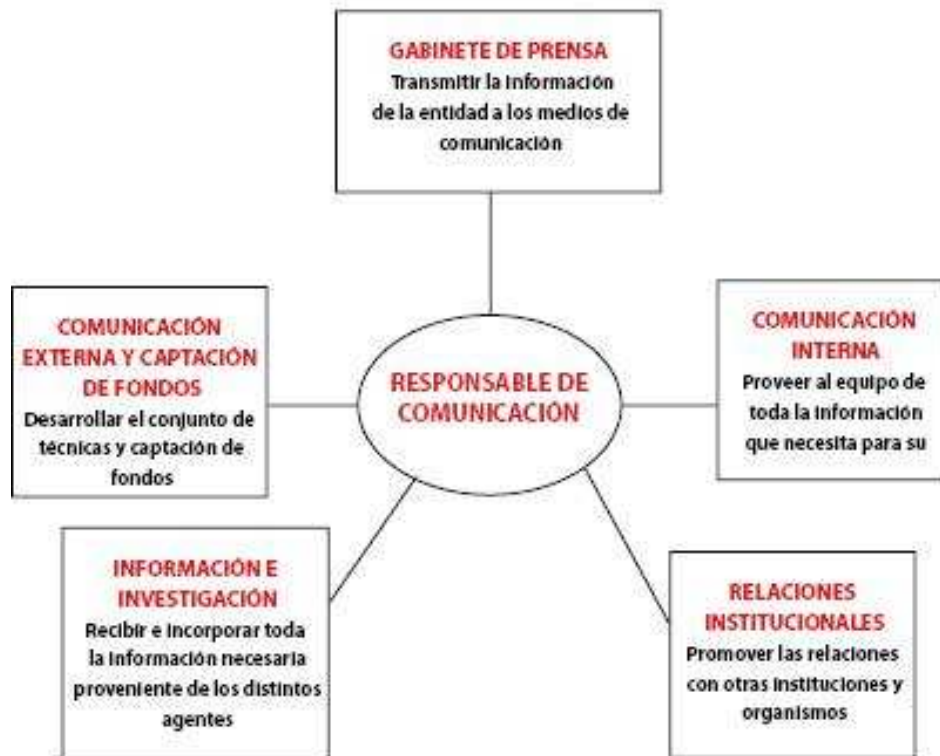 GABINETE DE PRENSA
Transmitir la información
de la entidad a los medios de
comunicación
COMUNICACIÓN
EXTERNA Y CAPTACIÓN
DE FONDOS
Desarrollar el conjunto de
técnicas y captación de
fondos
RESPONSABLE DE
COMUNICACIÓN
COMUNICACIÓN
INTERNA
Proveer al equipo de
toda la información
que necesita para su
INFORMACIÓN E
INVESTIGACIÓN
Recibir e incorporar toda
la información necesaria
proveniente de los distintos
agentes
RELACIONES
INSTITUCIONALES
Promover las relaciones
con otras instituciones y
organismos